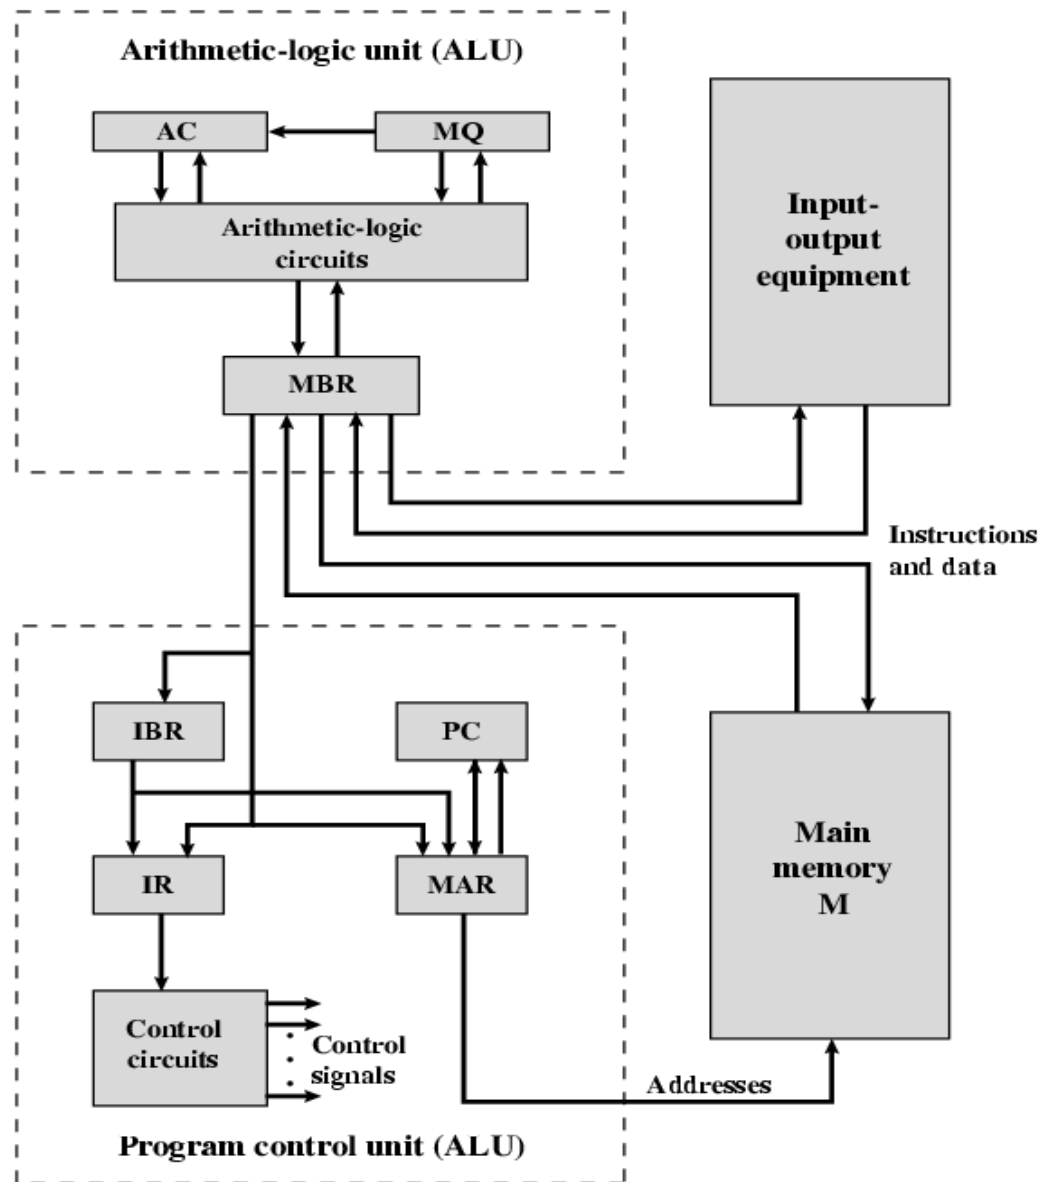 Arithmetic-logic unit (ALU)
AC
MQ
Arithmetic-logic
circuits
MBR
Input-
output
equipment
Instructions
and data
IBR
PC
IR
MAR
Main
memory
M
Control
circuits
Control
signals
Addresses
Program control unit (ALU)